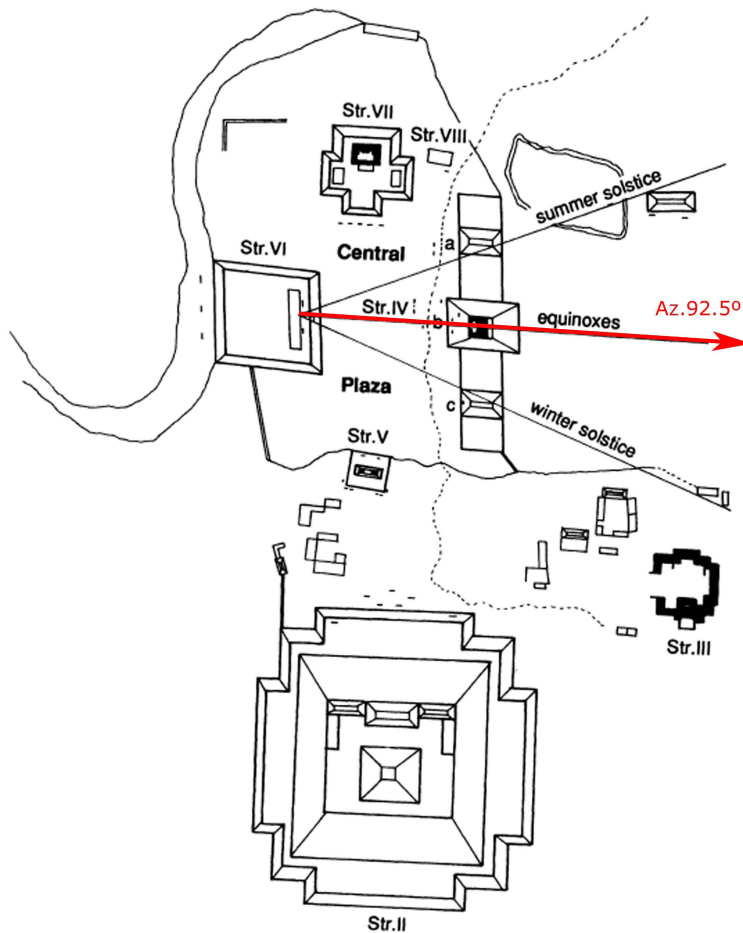 Str.VII
Str.VIII
summer solstice
a
Str.VI
Central
Str.IV
b
equinoxes
Az.92.5º
Plaza
c
winter solstice
Str.V
Str.III
Str.II